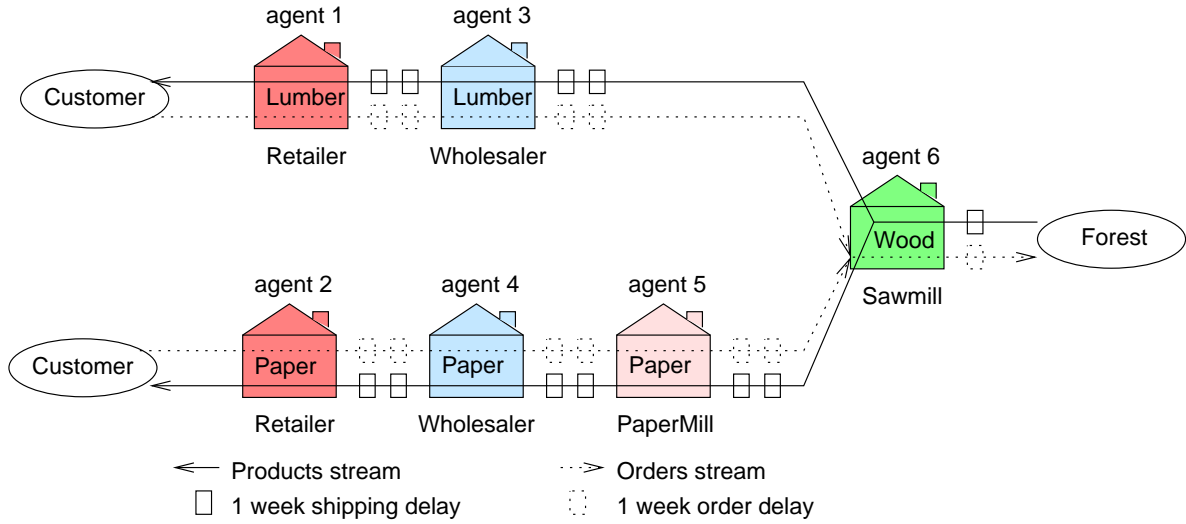 agent 1
agent 3
Customer
Lumber
Lumber
Retailer
Wholesaler
agent 6
Wood
Forest
Sawmill
agent 2
agent 4
agent 5
Customer
Paper
Paper
Paper
Retailer
Wholesaler
PaperMill
Products stream
Orders stream
1 week shipping delay
1 week order delay